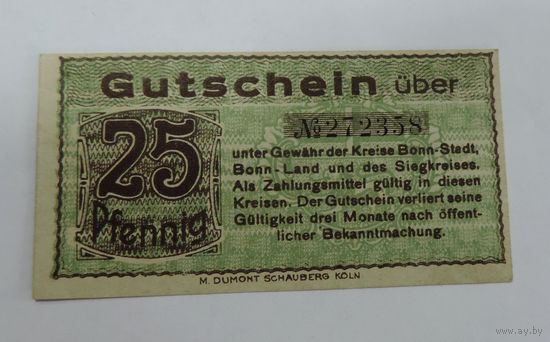 Gutschein über
25
Pfennig
№ 272358
unter Gewähr der Kreise Bonn-Stadt,
Bonn-Land und des Siegkreises.
Als Zahlungsmittel gültig in diesen
Kreisen. Der Gutschein verliert seine
Gültigkeit drei Monate nach öffent-
licher Bekanntmachung.
M. DUMONT SCHAUBERG KÖLN
www.ay.by